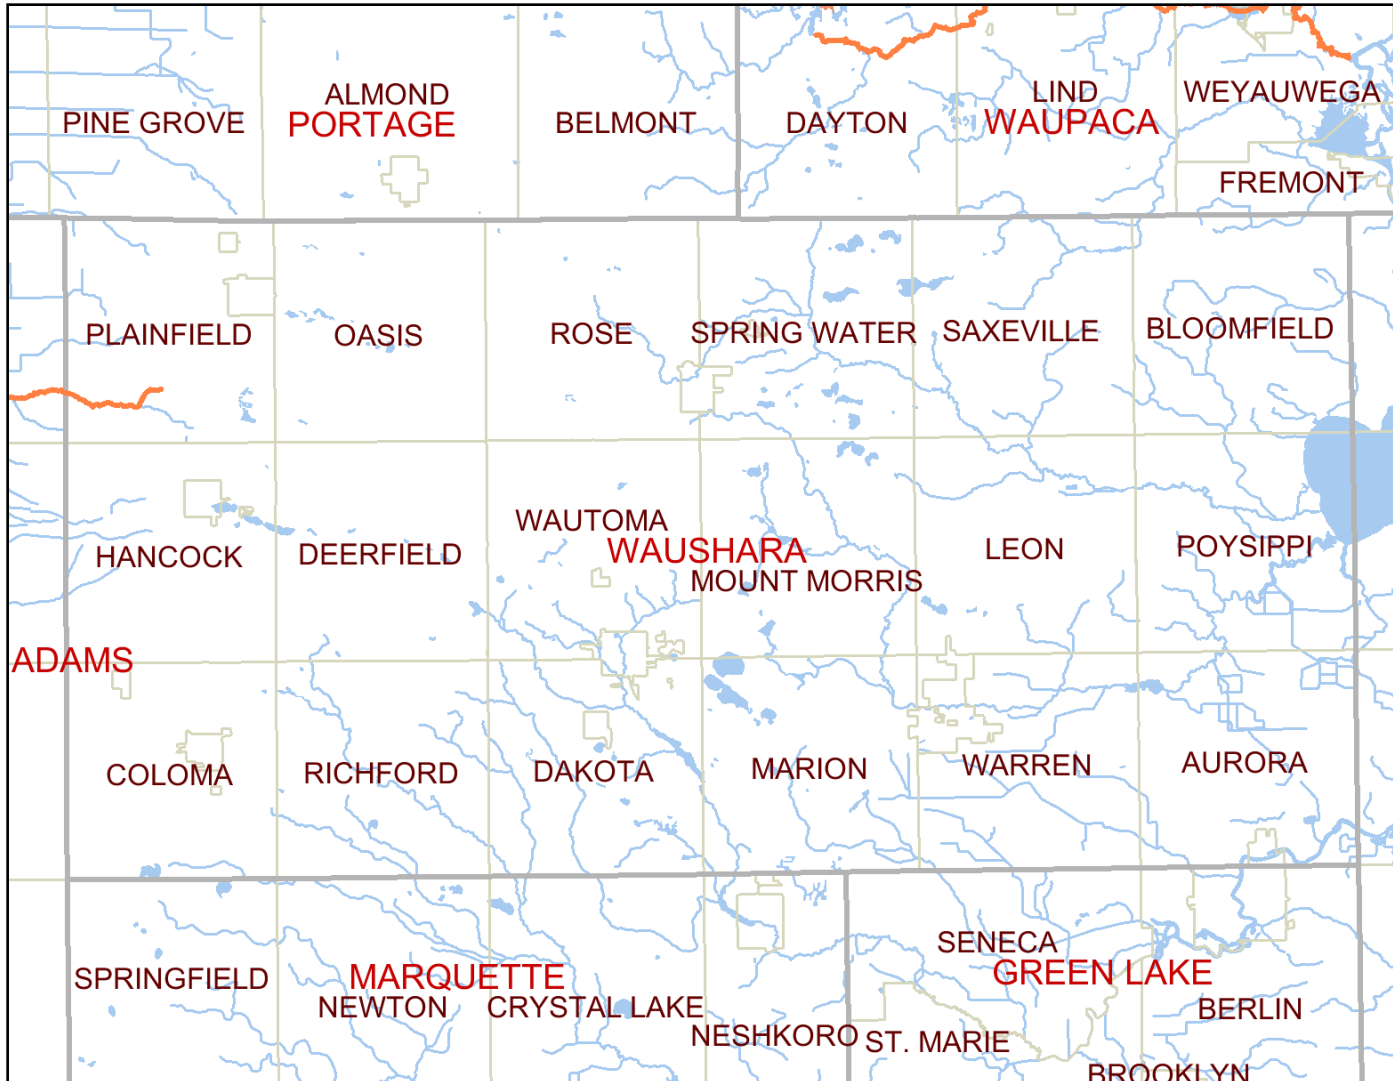 ALMOND
LIND
WEYAUWEGA
PINE GROVE
PORTAGE
BELMONT
DAYTON
WAUPACA
FREMONT
PLAINFIELD
OASIS
ROSE
SPRING WATER
SAXEVILLE
BLOOMFIELD
WAUTOMA
HANCOCK
DEERFIELD
WAUSHARA
LEON
POYSIPPI
MOUNT MORRIS
ADAMS
COLOMA
RICHFORD
DAKOTA
MARION
WARREN
AURORA
SENECA
SPRINGFIELD
MARQUETTE
GREEN LAKE
NEWTON
CRYSTAL LAKE
BERLIN
NESHKORO
ST. MARIE
BROOKLYN